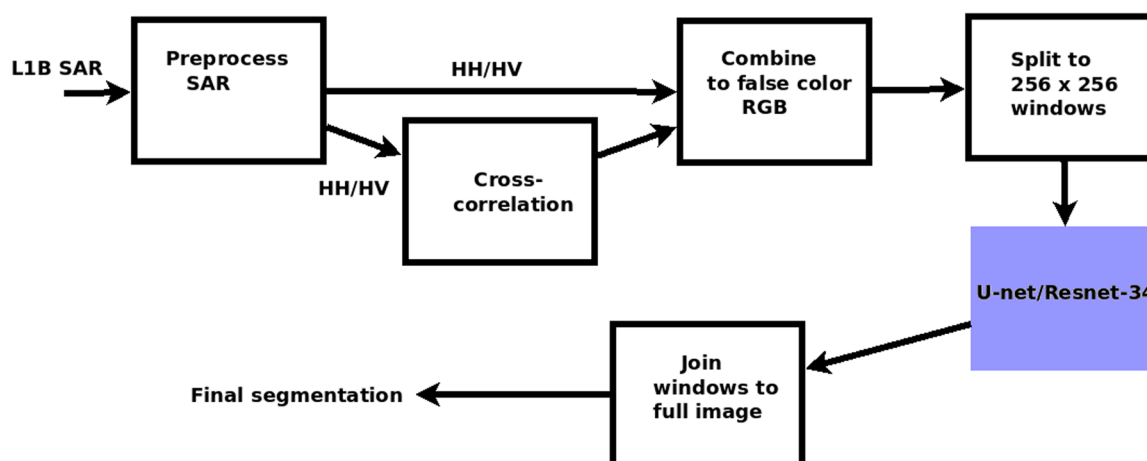 L1B SAR
Preprocess
SAR
HH/HV
HH/HV
Cross-
correlation
Combine
to false color
RGB
Split to
256 x 256
windows
U-net/Resnet-34
Join
windows to
full image
Final segmentation